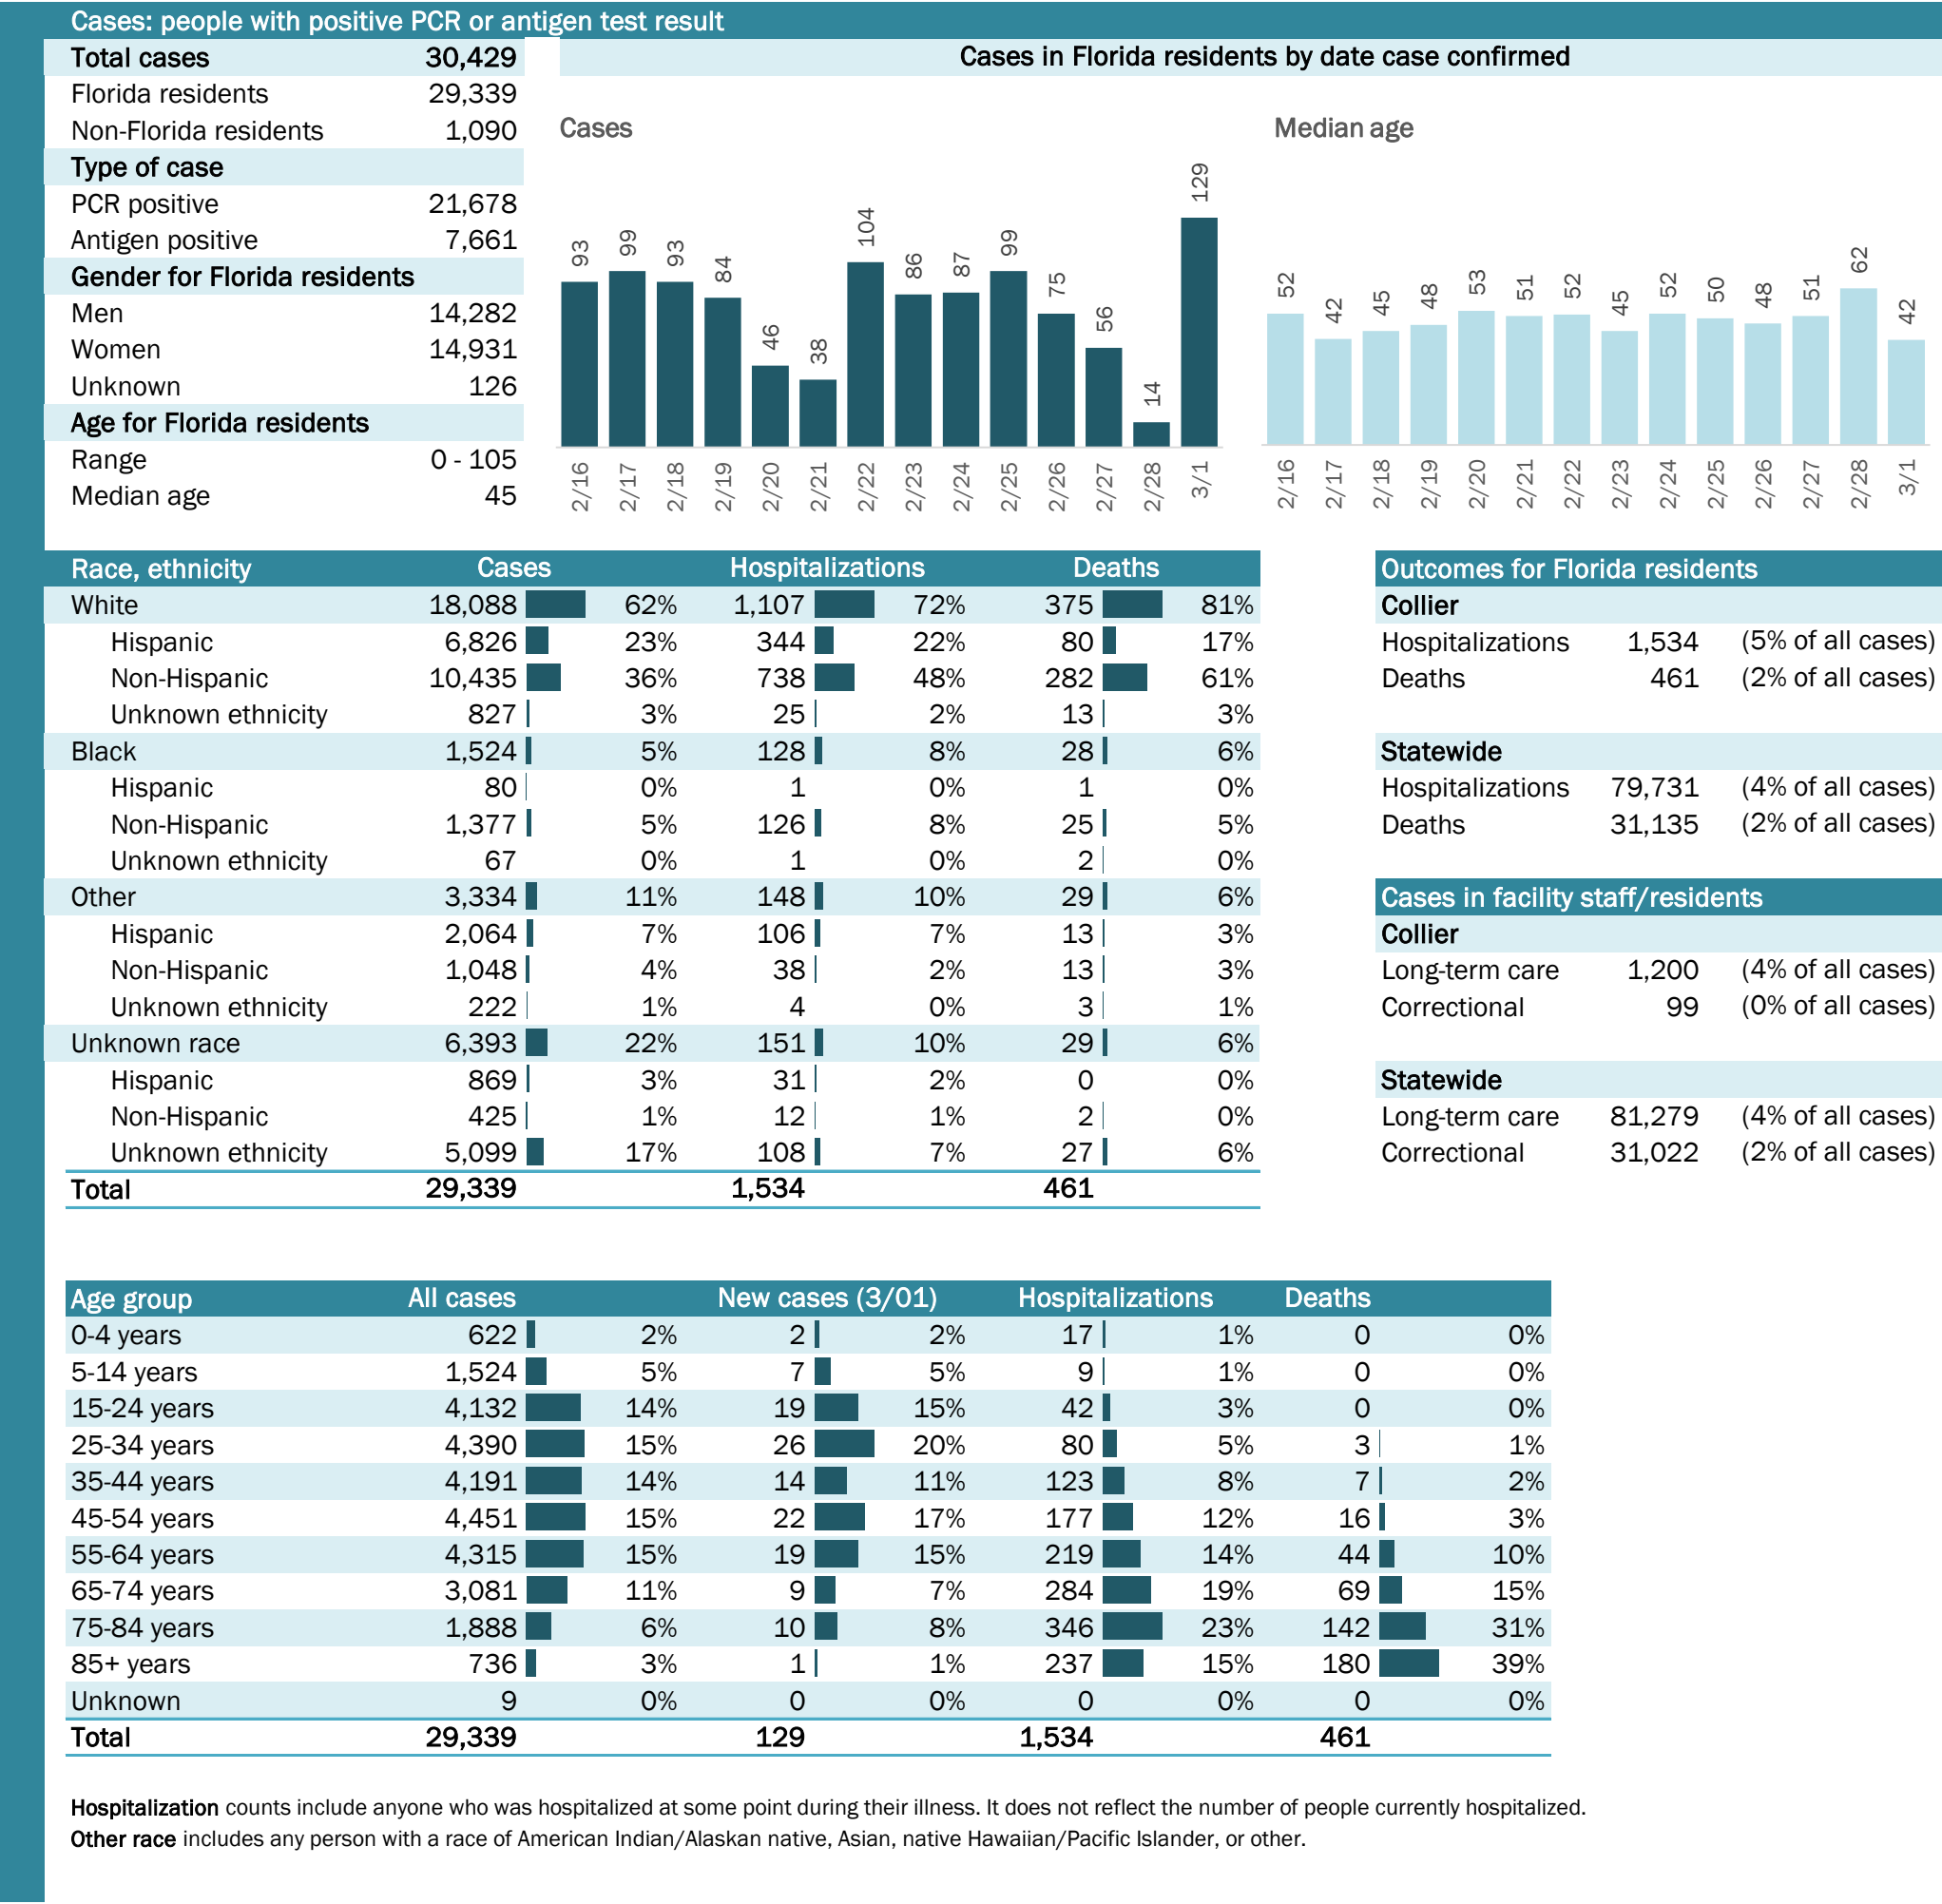 Cases: people with positive PCR or antigen test result
Total cases 30,429
Florida residents 29,339
Non-Florida residents 1,090
Type of case
PCR positive 21,678
Antigen positive 7,661
Gender for Florida residents
Men 14,282
Women 14,931
Unknown 126
Age for Florida residents
Range 0 - 105
Median age 45
Cases in Florida residents by date case confirmed
Cases
93 99 93 84 46 38 104 86 87 99 75 56 14 129
2/16 2/17 2/18 2/19 2/20 2/21 2/22 2/23 2/24 2/25 2/26 2/27 2/28 3/1
Median age
52 42 45 48 53 51 52 45 52 50 48 51 62 42
2/16 2/17 2/18 2/19 2/20 2/21 2/22 2/23 2/24 2/25 2/26 2/27 2/28 3/1
Race, ethnicity Cases Hospitalizations Deaths
White 18,088 62% 1,107 72% 375 81%
Hispanic 6,826 23% 344 22% 80 17%
Non-Hispanic 10,435 36% 738 48% 282 61%
Unknown ethnicity 827 3% 25 2% 13 3%
Black 1,524 5% 128 8% 28 6%
Hispanic 80 0% 1 0% 1 0%
Non-Hispanic 1,377 5% 126 8% 25 5%
Unknown ethnicity 67 0% 1 0% 2 0%
Other 3,334 11% 148 10% 29 6%
Hispanic 2,064 7% 106 7% 13 3%
Non-Hispanic 1,048 4% 38 2% 13 3%
Unknown ethnicity 222 1% 4 0% 3 1%
Unknown race 6,393 22% 151 10% 29 6%
Hispanic 869 3% 31 2% 0 0%
Non-Hispanic 425 1% 12 1% 2 0%
Unknown ethnicity 5,099 17% 108 7% 27 6%
Total 29,339 1,534 461
Outcomes for Florida residents
Collier
Hospitalizations 1,534 (5% of all cases)
Deaths 461 (2% of all cases)
Statewide
Hospitalizations 79,731 (4% of all cases)
Deaths 31,135 (2% of all cases)
Cases in facility staff/residents
Collier
Long-term care 1,200 (4% of all cases)
Correctional 99 (0% of all cases)
Statewide
Long-term care 81,279 (4% of all cases)
Correctional 31,022 (2% of all cases)
Age group All cases New cases (3/01) Hospitalizations Deaths
0-4 years 622 2% 2 2% 17 1% 0 0%
5-14 years 1,524 5% 7 5% 9 1% 0 0%
15-24 years 4,132 14% 19 15% 42 3% 0 0%
25-34 years 4,390 15% 26 20% 80 5% 3 1%
35-44 years 4,191 14% 14 11% 123 8% 7 2%
45-54 years 4,451 15% 22 17% 177 12% 16 3%
55-64 years 4,315 15% 19 15% 219 14% 44 10%
65-74 years 3,081 11% 9 7% 284 19% 69 15%
75-84 years 1,888 6% 10 8% 346 23% 142 31%
85+ years 736 3% 1 1% 237 15% 180 39%
Unknown 9 0% 0 0% 0 0% 0 0%
Total 29,339 129 1,534 461
Hospitalization counts include anyone who was hospitalized at some point during their illness. It does not reflect the number of people currently hospitalized.
Other race includes any person with a race of American Indian/Alaskan native, Asian, native Hawaiian/Pacific Islander, or other.